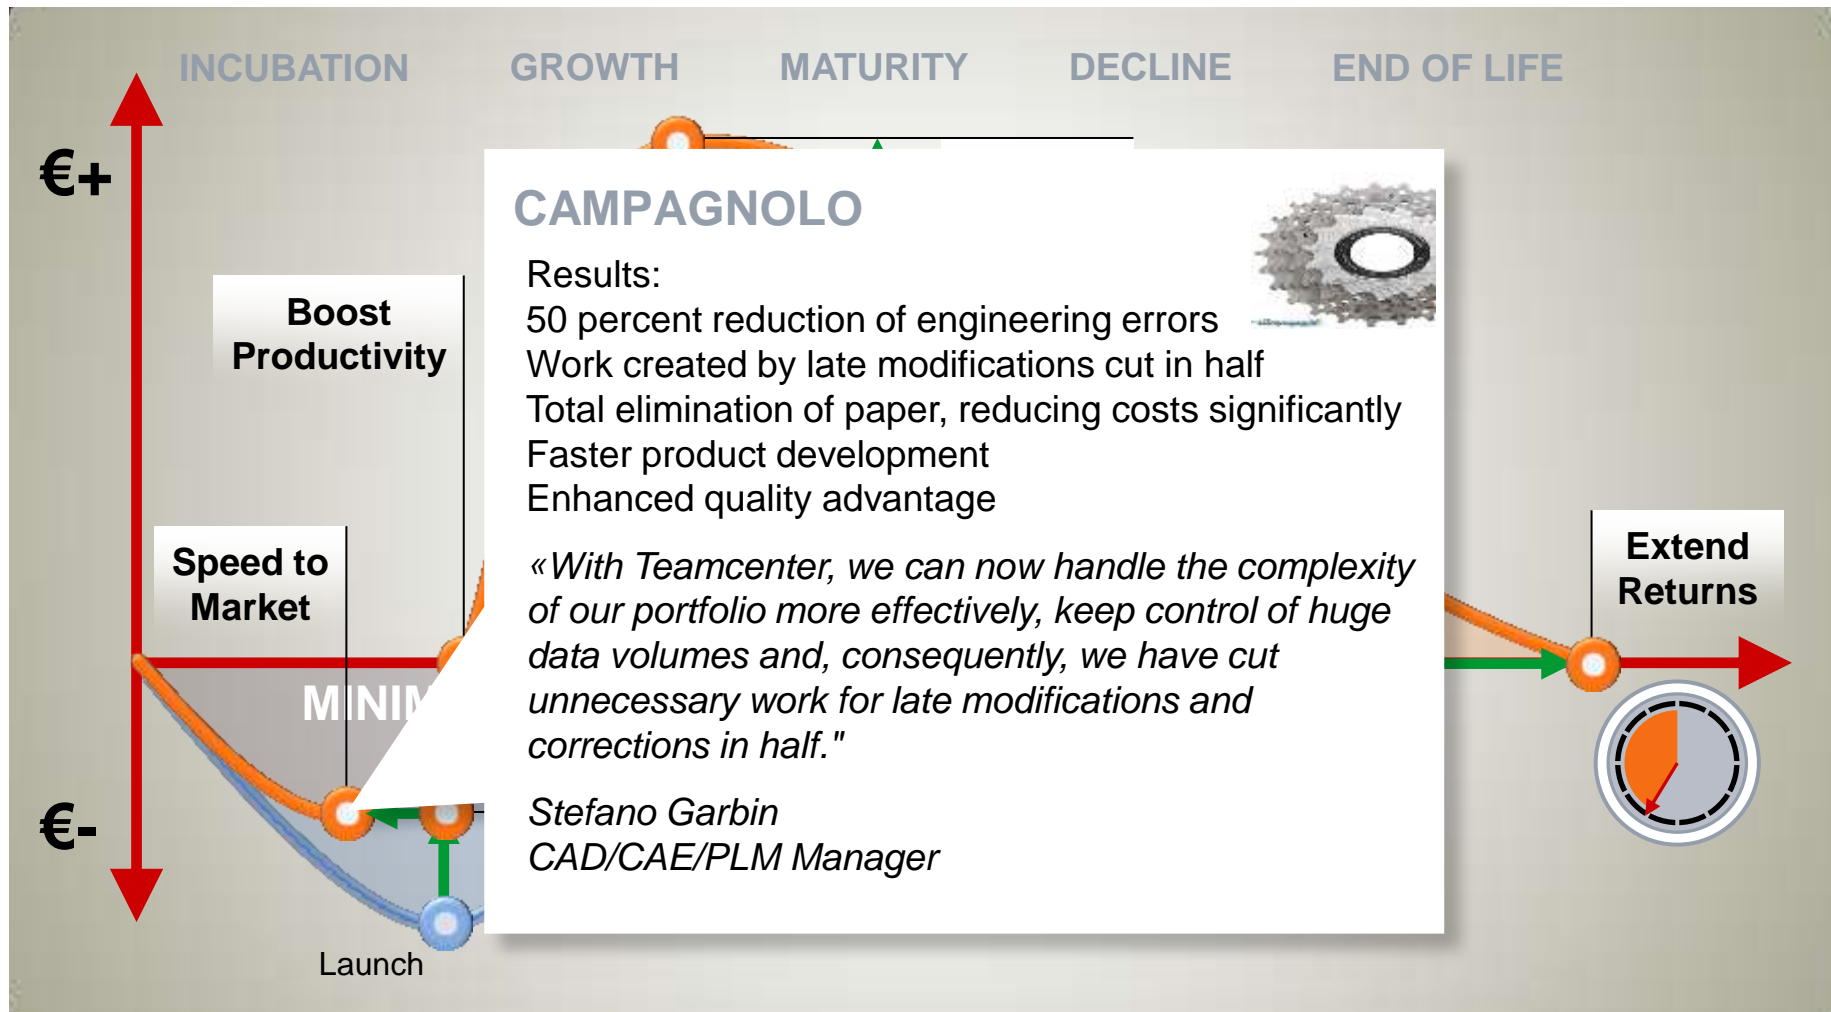 INCUBATION GROWTH MATURITY DECLINE END OF LIFE
€+
CAMPAGNOLO
Results:
50 percent reduction of engineering errors
Work created by late modifications cut in half
Total elimination of paper, reducing costs significantly
Faster product development
Enhanced quality advantage
«With Teamcenter, we can now handle the complexity
of our portfolio more effectively, keep control of huge
data volumes and, consequently, we have cut
unnecessary work for late modifications and
corrections in half."
Stefano Garbin
CAD/CAE/PLM Manager
Boost
Productivity
Speed to
Market
Extend
Returns
€-
Launch